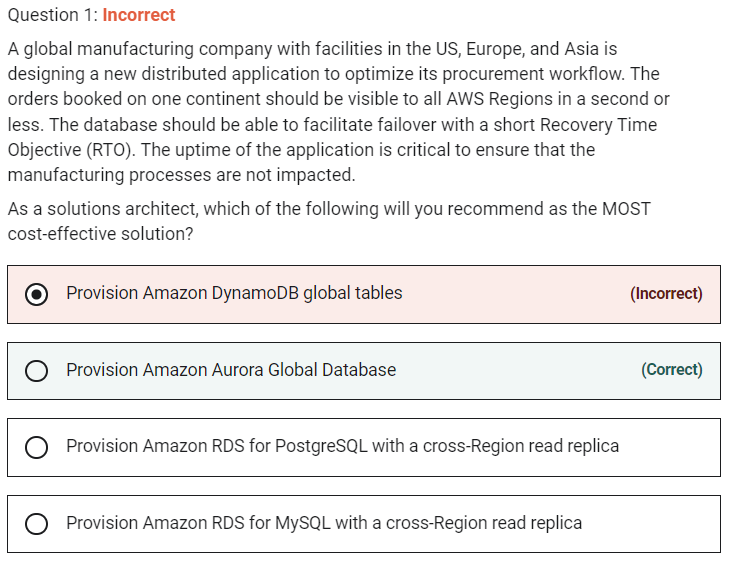 Question 1: Incorrect
A global manufacturing company with facilities in the US, Europe, and Asia is
designing a new distributed application to optimize its procurement workflow. The
orders booked on one continent should be visible to all AWS Regions in a second or
less. The database should be able to facilitate failover with a short Recovery Time
Objective (RTO). The uptime of the application is critical to ensure that the
manufacturing processes are not impacted.
As a solutions architect, which of the following will you recommend as the MOST
cost-effective solution?
Provision Amazon DynamoDB global tables (Incorrect)
Provision Amazon Aurora Global Database (Correct)
Provision Amazon RDS for PostgreSQL with a cross-Region read replica
Provision Amazon RDS for MySQL with a cross-Region read replica